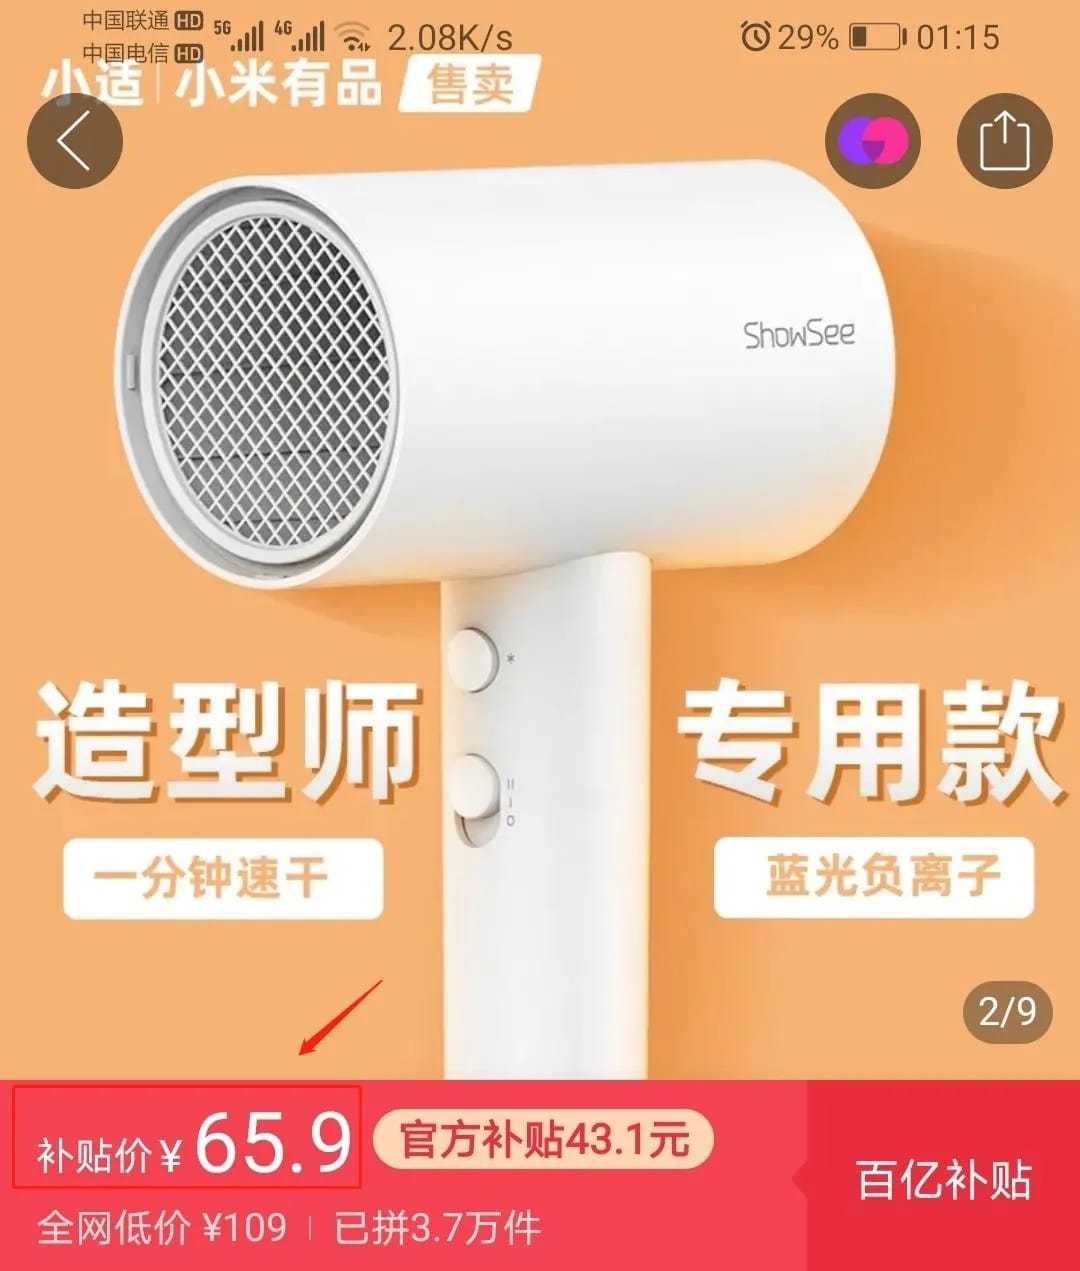 中国联通 HD 5G 4G 2.08K/s 29% 01:15
中国电信 HD
小适 | 小米有品 售卖
ShowSee
造型师 专用款
一分钟速干 蓝光负离子
2/9
补贴价¥65.9 官方补贴43.1元
百亿补贴
全网低价 ¥109 | 已拼3.7万件